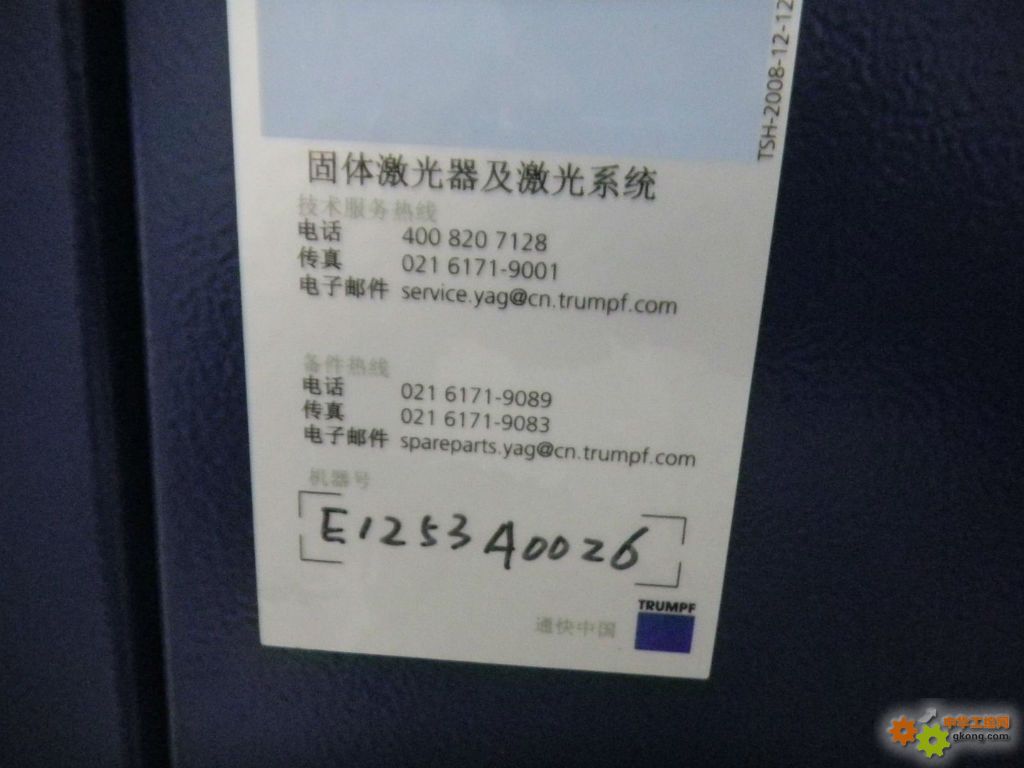 TSH-2008-12-12
固体激光器及激光系统
技术服务热线
电话 400 820 7128
传真 021 6171-9001
电子邮件 service.yag@cn.trumpf.com
备件热线
电话 021 6171-9089
传真 021 6171-9083
电子邮件 spareparts.yag@cn.trumpf.com
机器号
E1253A0026
TRUMPF
通快中国
中华工控网
gkong.com